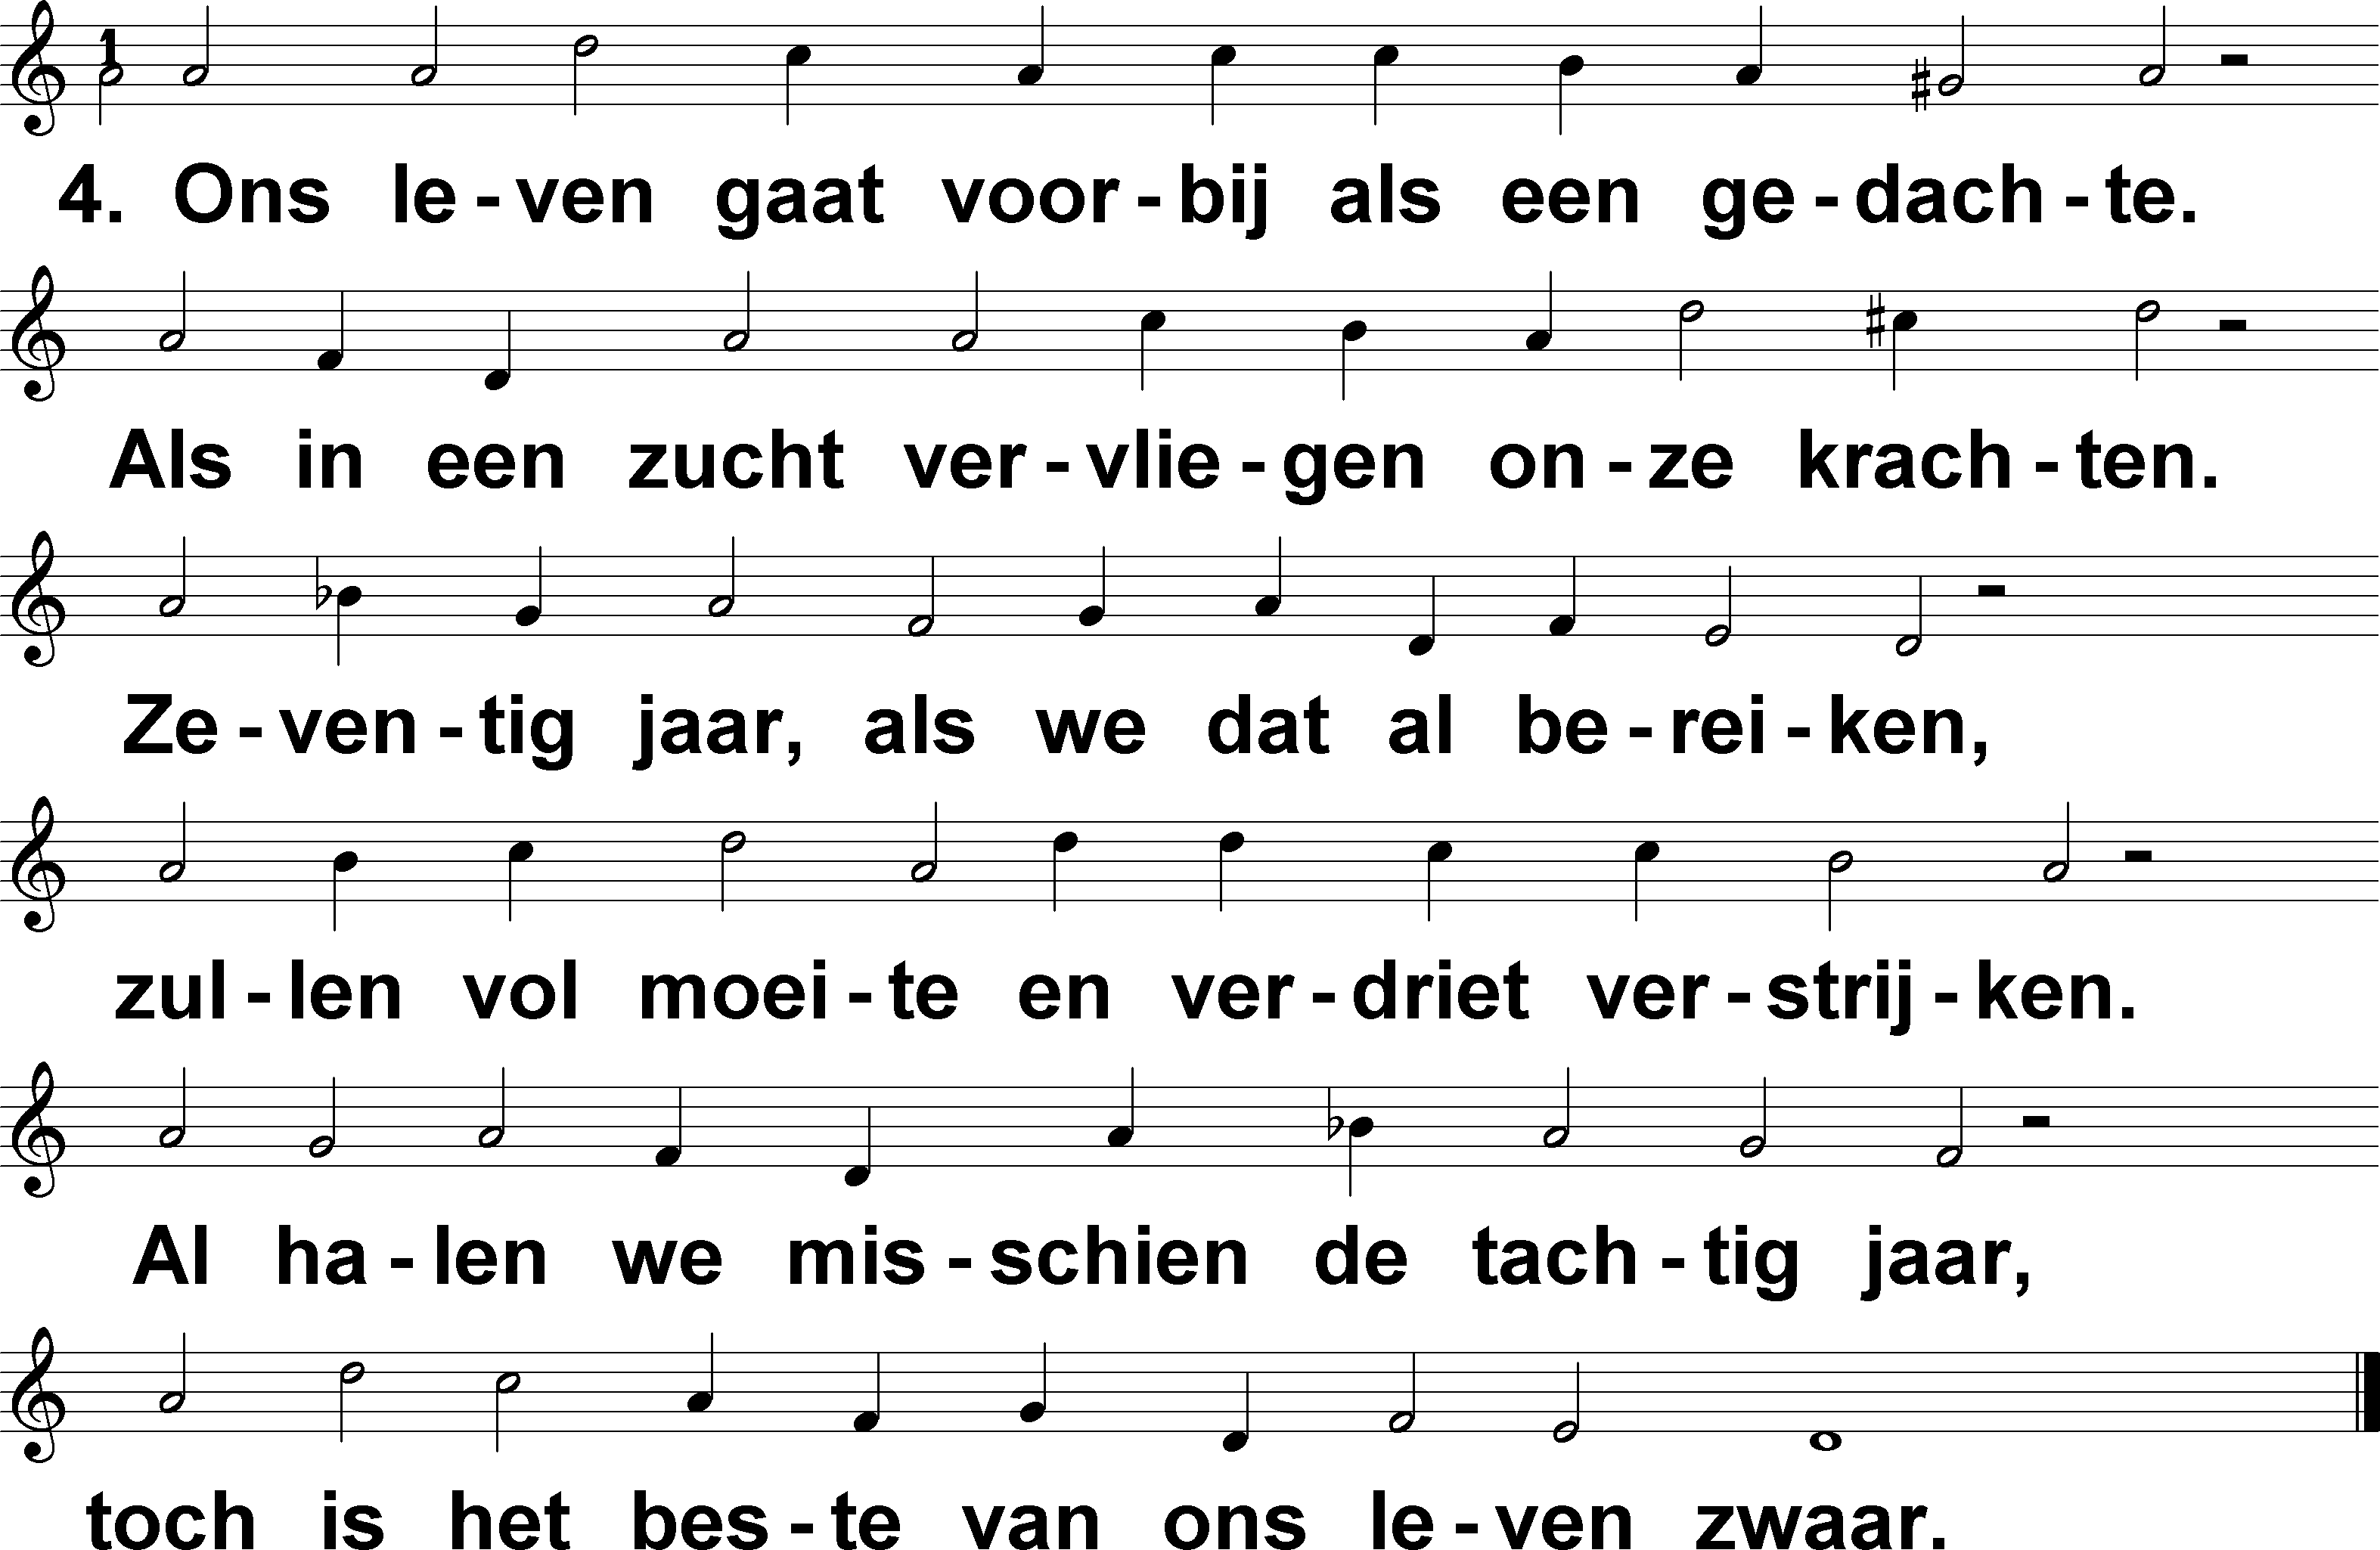 1
4. Ons le - ven gaat voor - bij als een ge - dach - te.
Als in een zucht ver - vlie - gen on - ze krach - ten.
Ze - ven - tig jaar, als we dat al be - rei - ken,
zul - len vol moei - te en ver - driet ver - strij - ken.
Al ha - len we mis - schien de tach - tig jaar,
toch is het bes - te van ons le - ven zwaar.